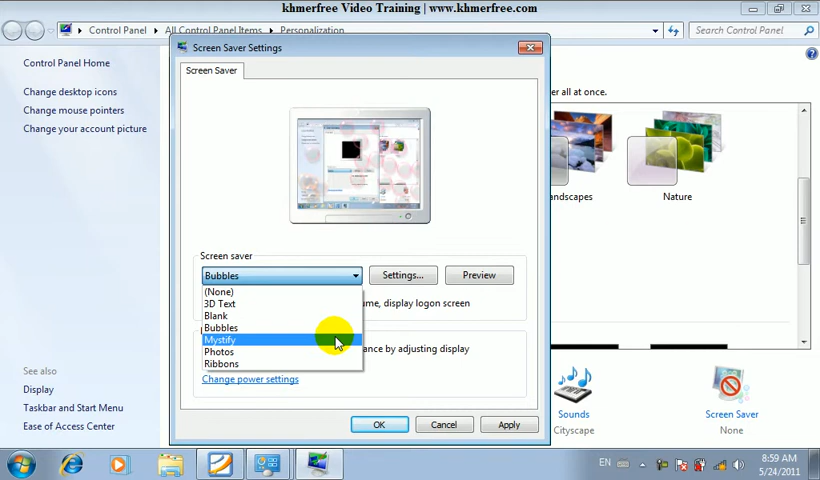 khmerfree Video Training | www.khmerfree.com
Control Panel
All Control Panel Items
Personalization
Search Control Panel
Screen Saver Settings
Screen Saver
Control Panel Home
Change desktop icons
Change mouse pointers
Change your account picture
er all at once.
andscapes
Nature
Screen saver
Bubbles
Settings...
Preview
(None)
3D Text
Blank
Bubbles
Mystify
Photos
Ribbons
ume, display logon screen
ance by adjusting display
Change power settings
OK
Cancel
Apply
See also
Display
Taskbar and Start Menu
Ease of Access Center
Sounds
Cityscape
Screen Saver
None
EN
8:59 AM
5/24/2011